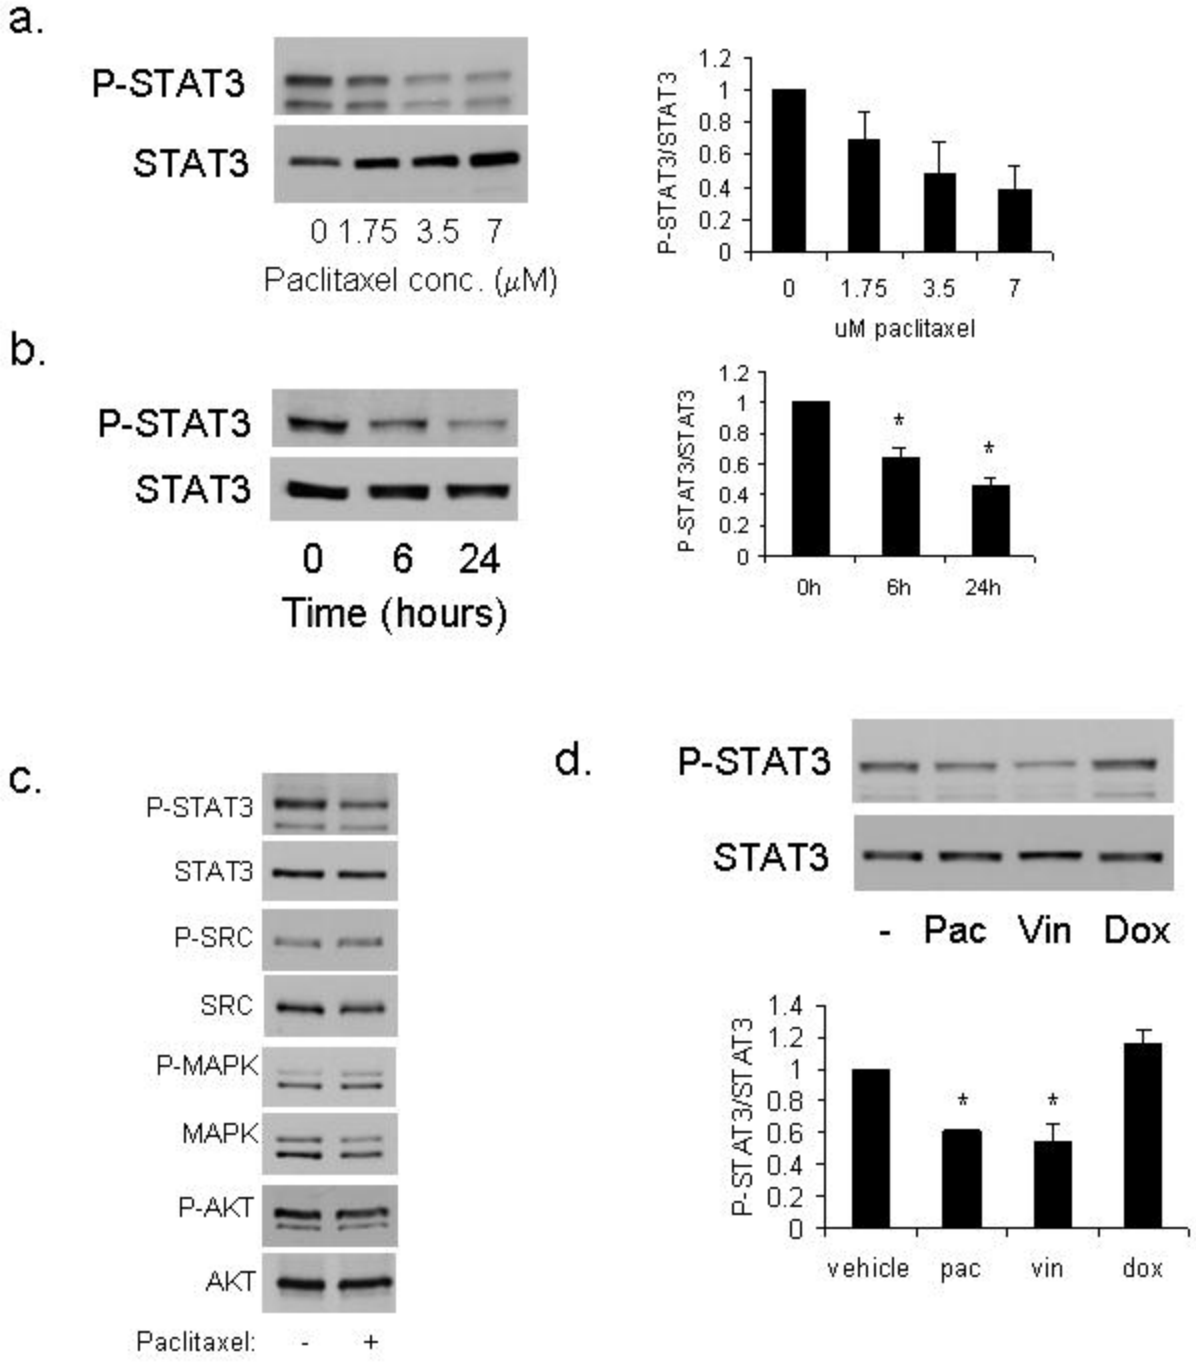 a.
P-STAT3
STAT3
0 1.75 3.5 7
Paclitaxel conc. (μM)
P-STAT3/STAT3
1.2
1
0.8
0.6
0.4
0.2
0
0 1.75 3.5 7
uM paclitaxel
b.
P-STAT3
STAT3
0 6 24
Time (hours)
P-STAT3/STAT3
1.2
1
0.8
0.6
0.4
0.2
0
* *
0h 6h 24h
c.
P-STAT3
STAT3
P-SRC
SRC
P-MAPK
MAPK
P-AKT
AKT
Paclitaxel: - +
d.
P-STAT3
STAT3
- Pac Vin Dox
P-STAT3/STAT3
1.4
1.2
1
0.8
0.6
0.4
0.2
0
* *
vehicle pac vin dox